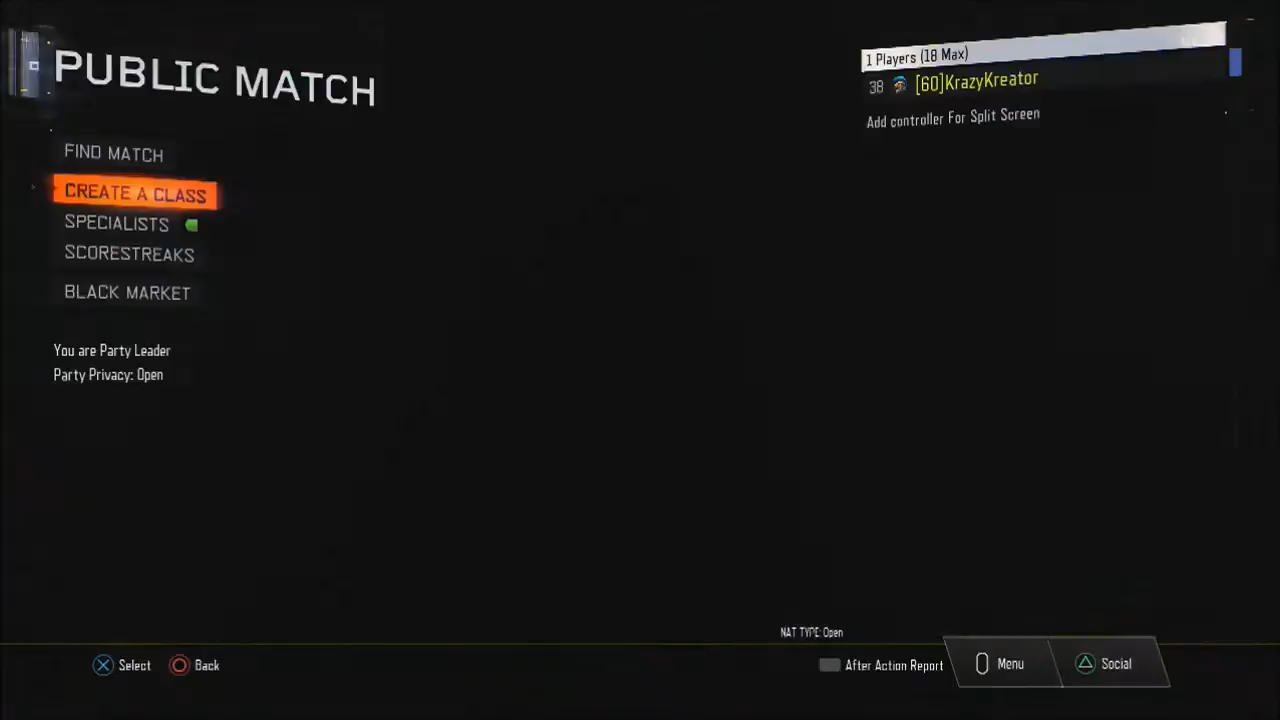 PUBLIC MATCH
FIND MATCH
CREATE A CLASS
SPECIALISTS
SCORESTREAKS
BLACK MARKET
You are Party Leader
Party Privacy: Open
1 Players (18 Max)
38 [60]KrazyKreator
Add controller For Split Screen
NAT TYPE: Open
Select Back After Action Report Menu Social